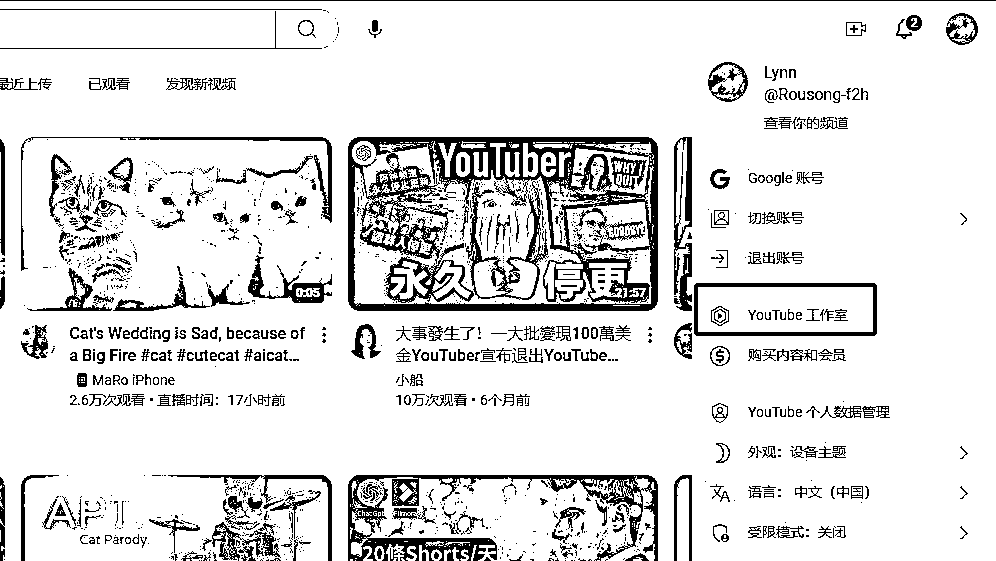 2
最近上传
已观看
发现新视频
Lynn
@Rousong-f2h
查看你的频道
Google 账号
切换账号
退出账号
YouTube 工作室
购买内容和会员
YouTube 个人数据管理
外观：设备主题
语言：中文（中国）
受限模式：关闭
0:05
Cat's Wedding is Sad, because of
a Big Fire #cat #cutecat #aicat...
MaRo iPhone
2.6万次观看 • 直播时间：17小时前
YouTuber
WHY I
QUIT
永久停更
21:57
大事發生了！一大批變現100萬美
金YouTuber宣布退出YouTube...
小船
10万次观看 • 6个月前
APT.
Cat Parody.
ChatGpt
Filmora
20條Shorts/天